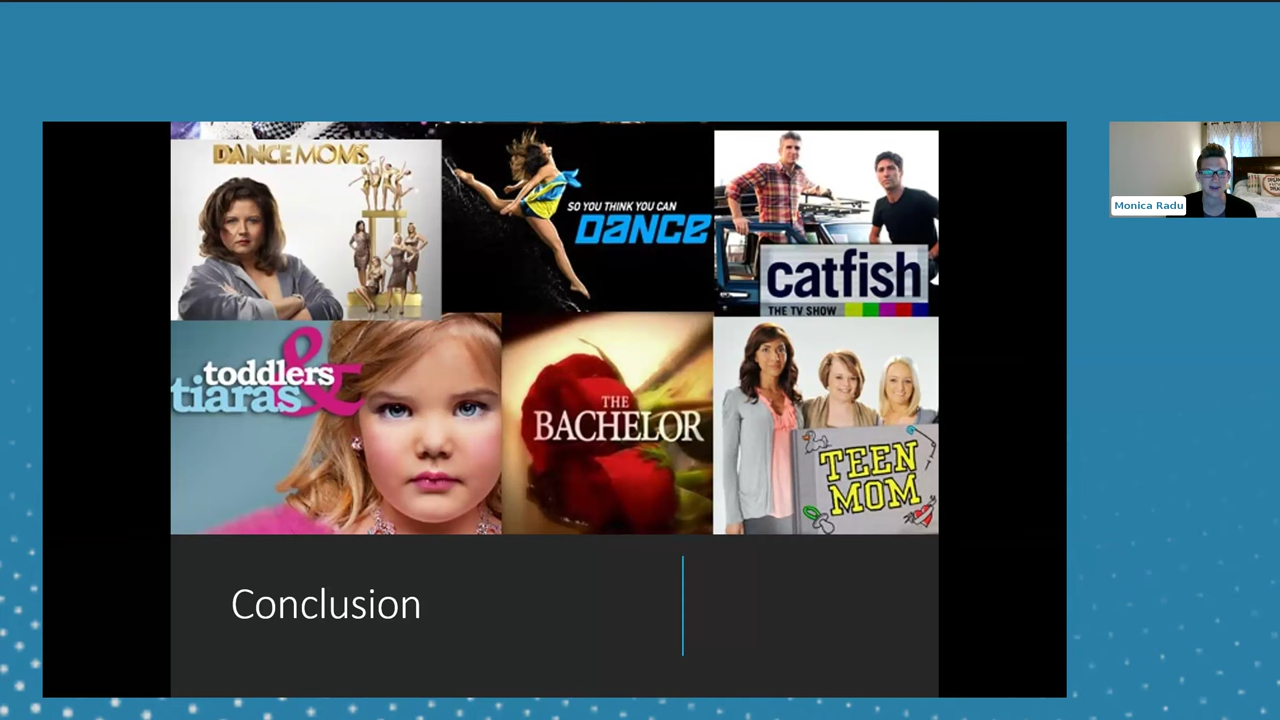 DANCE MOMS
SO YOU THINK YOU CAN
DANCE
catfish
THE TV SHOW
toddlers
&
tiaras
THE
BACHELOR
TEEN
MOM
Conclusion
Monica Radu